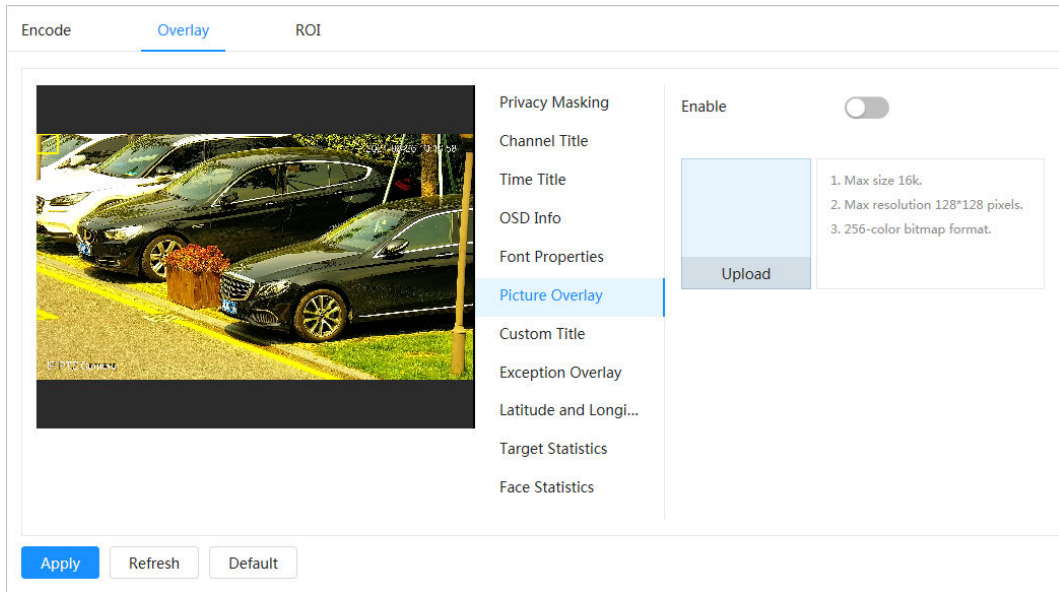 Encode
Overlay
ROI
Privacy Masking
Channel Title
Time Title
OSD Info
Font Properties
Picture Overlay
Custom Title
Exception Overlay
Latitude and Longi...
Target Statistics
Face Statistics
Enable
Upload
1. Max size 16k.
2. Max resolution 128*128 pixels.
3. 256-color bitmap format.
Apply
Refresh
Default